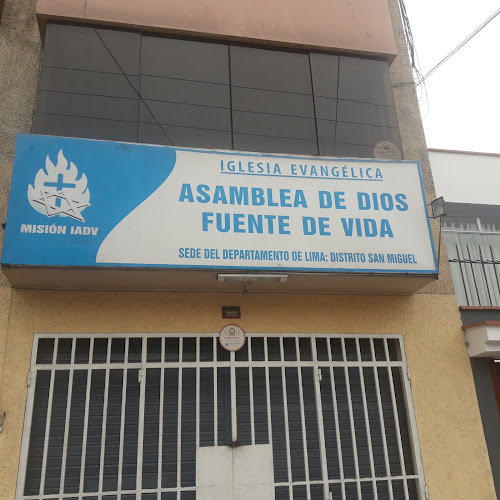 IGLESIA EVANGÉLICA
ASAMBLEA DE DIOS
FUENTE DE VIDA
MISIÓN IADV
SEDE DEL DEPARTAMENTO DE LIMA: DISTRITO SAN MIGUEL